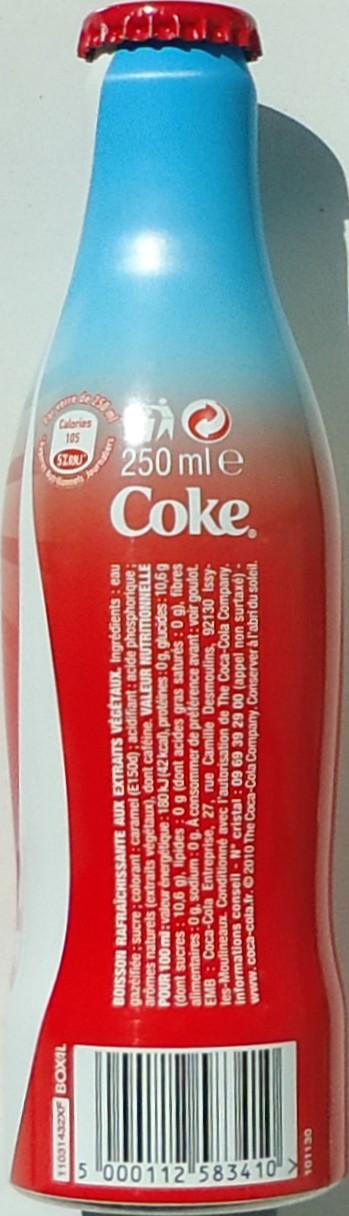 Par verre de 250 ml
Calories
105
5%RNJ*
250 ml e
Coke®
BOISSON RAFRAÎCHISSANTE AUX EXTRAITS VÉGÉTAUX. Ingrédients : eau
gazéifiée ; sucre ; colorant : caramel (E150d) ; acidifiant : acide phosphorique ;
arômes naturels (extraits végétaux), dont caféine. VALEUR NUTRITIONNELLE
POUR 100 ml : valeur énergétique : 180 kJ (42 kcal), protéines : 0 g, glucides : 10,6 g
(dont sucres : 10,6 g), lipides : 0 g (dont acides gras saturés : 0 g), fibres
alimentaires : 0 g, sodium : 0 g. A consommer de préférence avant : voir goulot.
EMB : Coca-Cola Entreprise, 27, rue Camille Desmoulins, 92130 Issy-
les-Moulineaux. Conditionné avec l'autorisation de The Coca-Cola Company.
informations conseil - N° cristal : 09 69 39 29 00 (appel non surtaxé) -
www.coca-cola.fr. ©2010 The Coca-Cola Company. Conserver à l'abri du soleil.
11031432XF BOX4L
5 000112 583410 >
101130